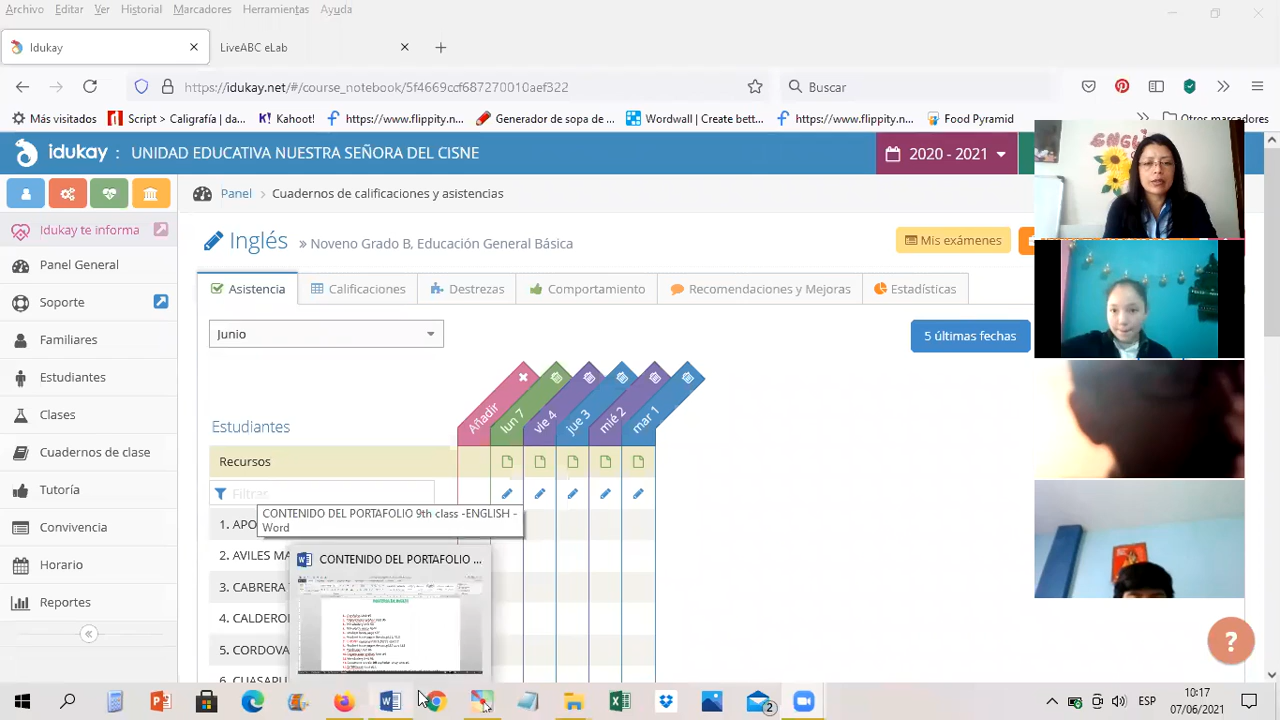 Archivo Editar Ver Historial Marcadores Herramientas Ayuda
Idukay LiveABC eLab
https://idukay.net/#/course_notebook/5f4669ccf687270010aef322 Buscar
Más visitados Script > Caligrafía |... Kahoot! https://www.flippity.n... Generador de sopa de ... Wordwall | Create bett... https://www.flippity.n... Food Pyramid Otros marcadores
idukay : UNIDAD EDUCATIVA NUESTRA SEÑORA DEL CISNE 2020 - 2021
Panel > Cuadernos de calificaciones y asistencias
Idukay te informa
Panel General
Soporte
Familiares
Estudiantes
Clases
Cuadernos de clase
Tutoría
Convivencia
Horario
Reportes
Inglés » Noveno Grado B, Educación General Básica Mis exámenes
Asistencia Calificaciones Destrezas Comportamiento Recomendaciones y Mejoras Estadísticas
Junio 5 últimas fechas
Añadir lun 7 vie 4 jue 3 mié 2 mar 1
Estudiantes
Recursos
Filtrar
CONTENIDO DEL PORTAFOLIO 9th class -ENGLISH -
Word
1. APO
2. AVILES MA
3. CABRERA
4. CALDERO
5. CORDOVA
6. CUASAPU
CONTENIDO DEL PORTAFOLIO ...
ENGLI
2
ESP
10:17
07/06/2021